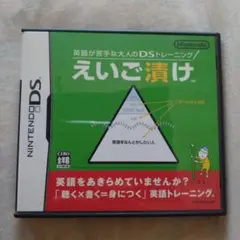 Nintendo
英語が苦手な大人のDSトレーニング
えいご漬け
NINTENDO DS
英語をあきらめていませんか？
「聴く×書く=身につく」英語トレーニング。